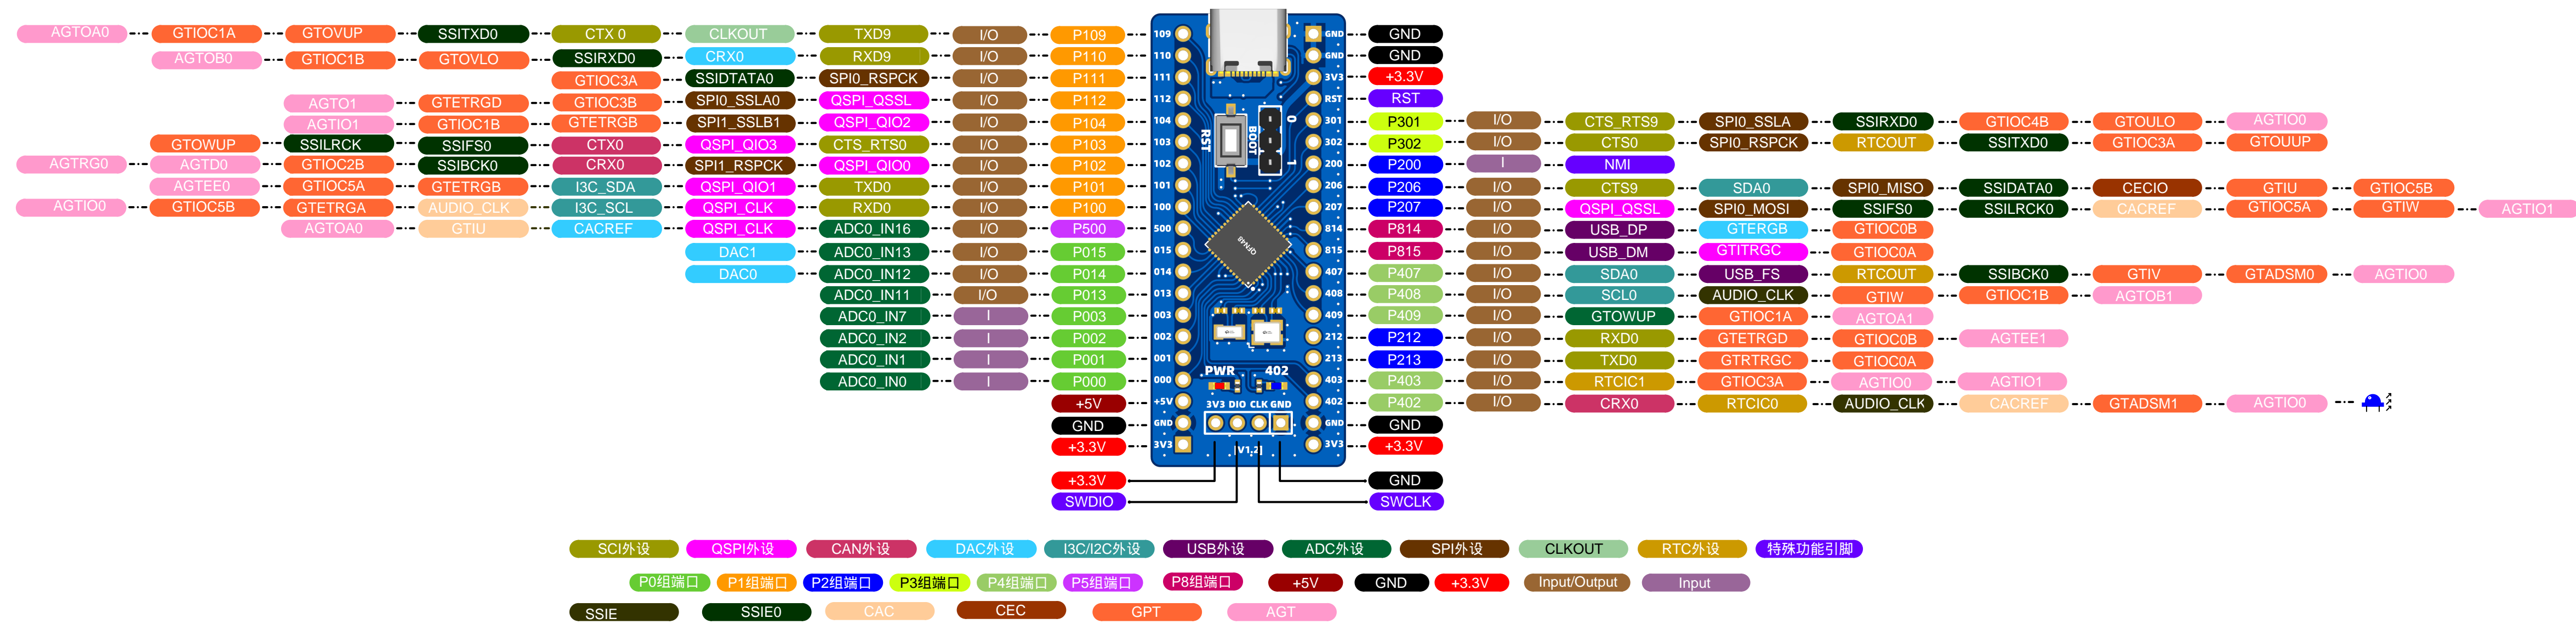 AGTOA0 GTIOC1A GTOVUP SSITXD0 CTX 0 CLKOUT TXD9 I/O P109 109 GND GND
AGTOB0 GTIOC1B GTOVLO SSIRXD0 CRX0 RXD9 I/O P110 110 GND GND
GTIOC3A SSIDTATA0 SPI0_RSPCK I/O P111 111 3V3 +3.3V
AGTO1 GTETRGD GTIOC3B SPI0_SSLA0 QSPI_QSSL I/O P112 112 RST RST
AGTIO1 GTIOC1B GTETRGB SPI1_SSLB1 QSPI_QIO2 I/O P104 104 0 301 P301 I/O CTS_RTS9 SPI0_SSLA SSIRXD0 GTIOC4B GTOULO AGTIO0
GTOWUP SSILRCK SSIFS0 CTX0 QSPI_QIO3 CTS_RTS0 I/O P103 103 RST BOOT 302 P302 I/O CTS0 SPI0_RSPCK RTCOUT SSITXD0 GTIOC3A GTOUUP
AGTRG0 AGTD0 GTIOC2B SSIBCK0 CRX0 SPI1_RSPCK QSPI_QIO0 I/O P102 102 1 200 P200 I NMI
AGTEE0 GTIOC5A GTETRGB I3C_SDA QSPI_QIO1 TXD0 I/O P101 101 206 P206 I/O CTS9 SDA0 SPI0_MISO SSIDATA0 CECIO GTIU GTIOC5B
AGTIO0 GTIOC5B GTETRGA AUDIO_CLK I3C_SCL QSPI_CLK RXD0 I/O P100 100 207 P207 I/O QSPI_QSSL SPI0_MOSI SSIFS0 SSILRCK0 CACREF GTIOC5A GTIW AGTIO1
AGTOA0 GTIU CACREF QSPI_CLK ADC0_IN16 I/O P500 500 QFN48 814 P814 I/O USB_DP GTERGB GTIOC0B
DAC1 ADC0_IN13 I/O P015 015 815 P815 I/O USB_DM GTITRGC GTIOC0A
DAC0 ADC0_IN12 I/O P014 014 407 P407 I/O SDA0 USB_FS RTCOUT SSIBCK0 GTIV GTADSM0 AGTIO0
ADC0_IN11 I/O P013 013 408 P408 I/O SCL0 AUDIO_CLK GTIW GTIOC1B AGTOB1
ADC0_IN7 I P003 003 409 P409 I/O GTOWUP GTIOC1A AGTOA1
ADC0_IN2 I P002 002 212 P212 I/O RXD0 GTETRGD GTIOC0B AGTEE1
ADC0_IN1 I P001 001 213 P213 I/O TXD0 GTRTRGC GTIOC0A
ADC0_IN0 I P000 000 PWR 402 403 P403 I/O RTCIC1 GTIOC3A AGTIO0 AGTIO1
+5V +5V 3V3 DIO CLK GND 402 P402 I/O CRX0 RTCIC0 AUDIO_CLK CACREF GTADSM1 AGTIO0
GND GND GND GND
+3.3V 3V3 [V1.2] 3V3 +3.3V
+3.3V GND
SWDIO SWCLK
SCI外设 QSPI外设 CAN外设 DAC外设 I3C/I2C外设 USB外设 ADC外设 SPI外设 CLKOUT RTC外设 特殊功能引脚
P0组端口 P1组端口 P2组端口 P3组端口 P4组端口 P5组端口 P8组端口 +5V GND +3.3V Input/Output Input
SSIE SSIE0 CAC CEC GPT AGT